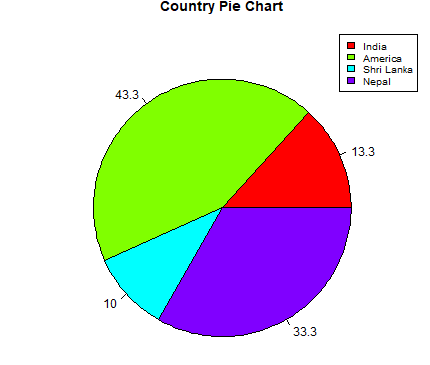 Country Pie Chart
India
America
Shri Lanka
Nepal
43.3
13.3
10
33.3